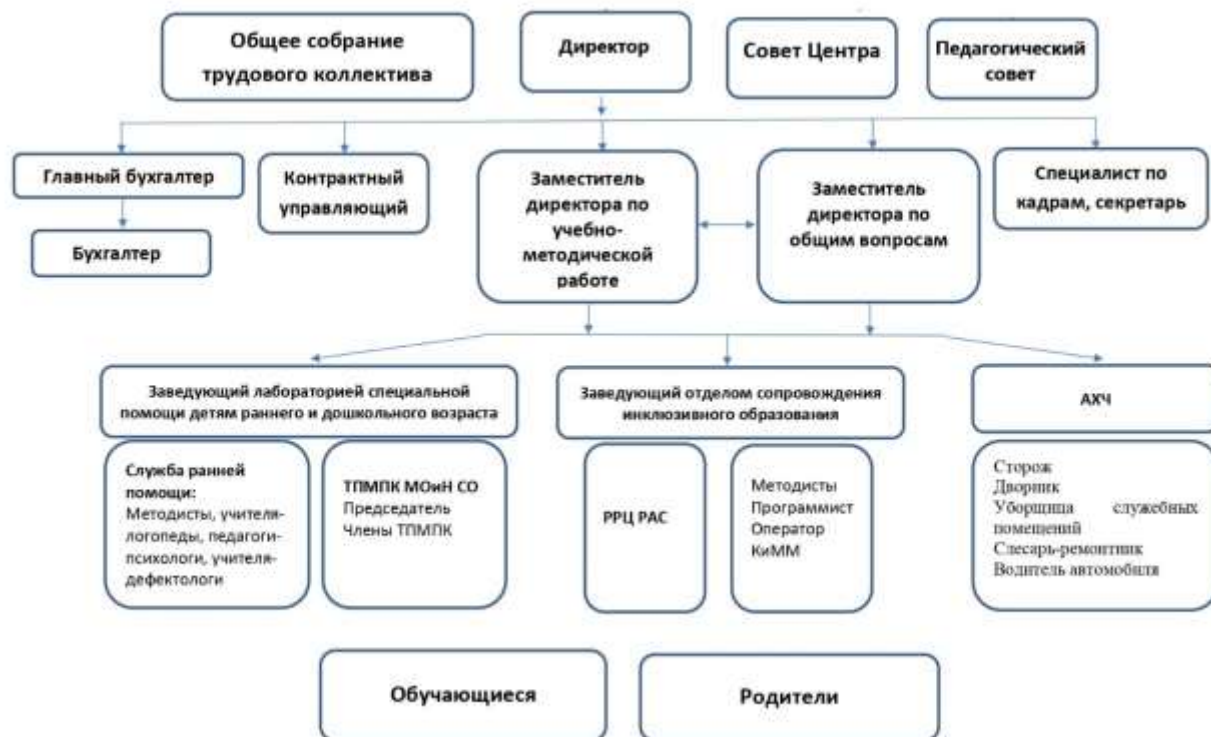 Общее собрание
трудового коллектива
Директор
Совет Центра
Педагогический
совет
Главный бухгалтер
Контрактный
управляющий
Заместитель
директора по
учебно-
методической
работе
Заместитель
директора по
общим вопросам
Специалист по
кадрам, секретарь
Бухгалтер
Заведующий лабораторией специальной
помощи детям раннего и дошкольного возраста
Заведующий отделом сопровождения
инклюзивного образования
АХЧ
Служба ранней
помощи:
Методисты, учителя-
логопеды, педагоги-
психологи, учителя-
дефектологи
ТПМПК МОиН СО
Председатель
Члены ТПМПК
РРЦ РАС
Методисты
Программист
Оператор
КиММ
Сторож
Дворник
Уборщица служебных
помещений
Слесарь-ремонтник
Водитель автомобиля
Обучающиеся
Родители